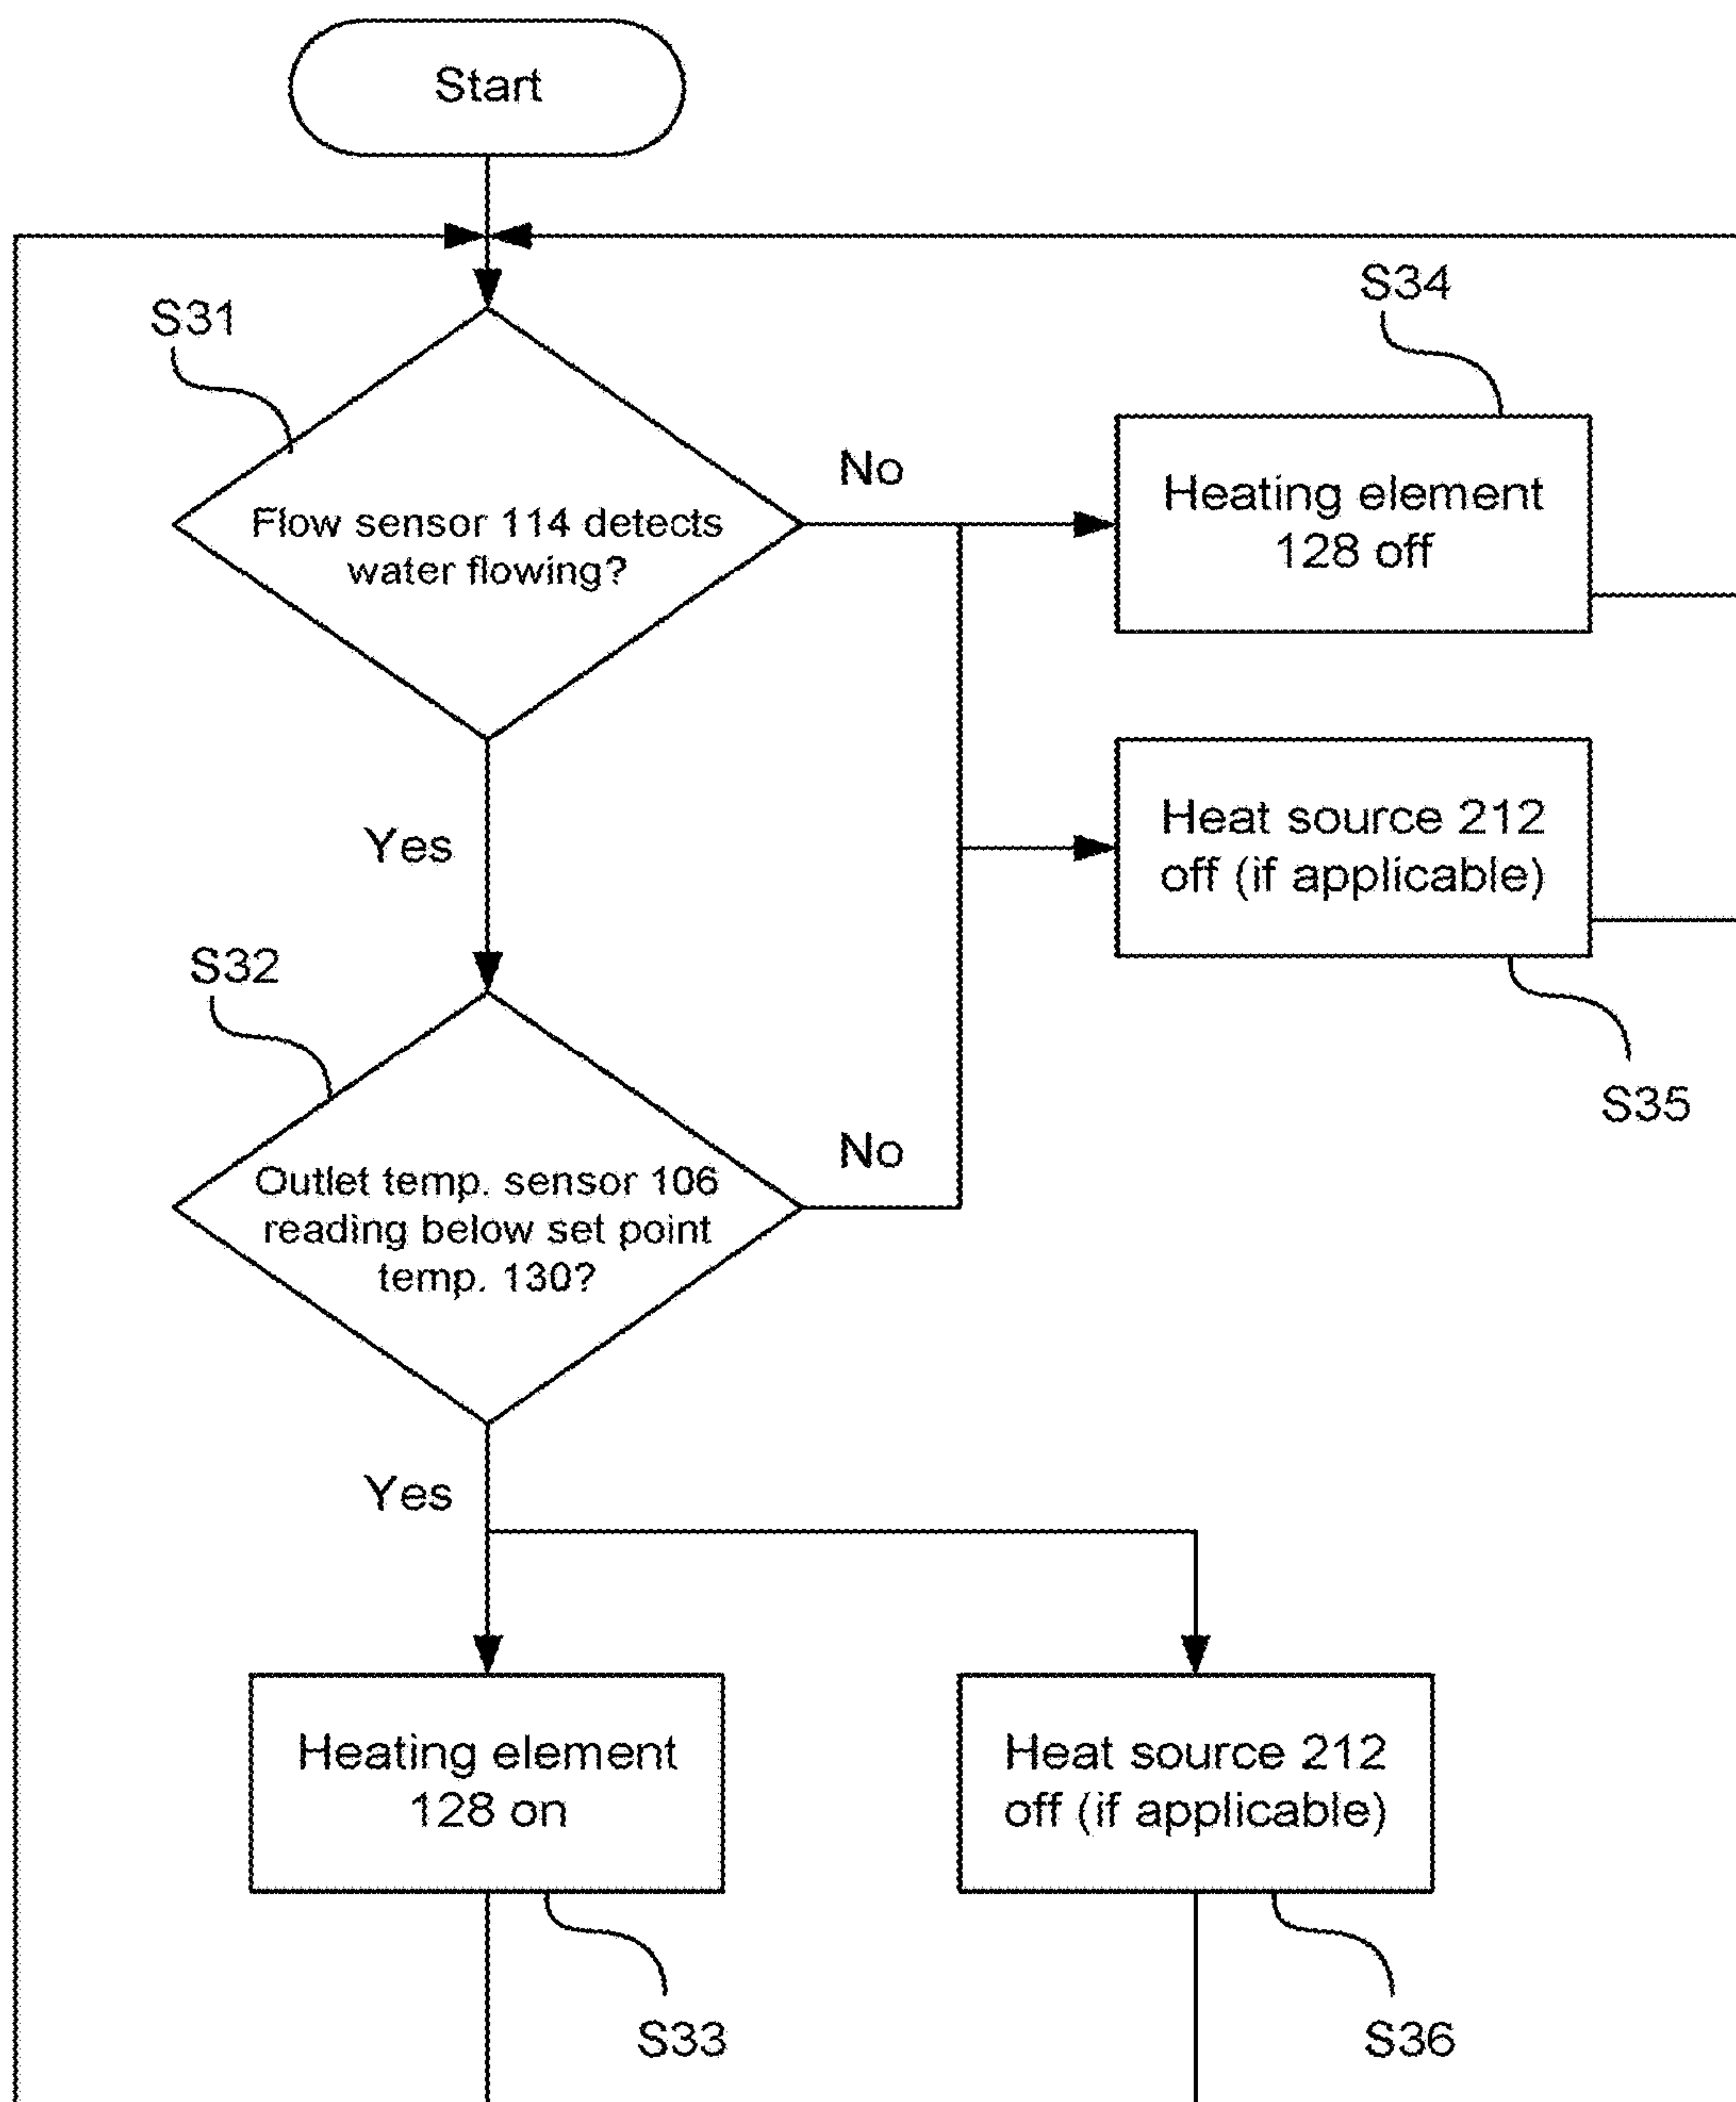 Start
S31
S34
No
Flow sensor 114 detects
water flowing?
Heating element
128 off
Yes
Heat source 212
off (if applicable)
S32
S35
No
Outlet temp. sensor 106
reading below set point
temp. 130?
Yes
Heating element
128 on
Heat source 212
off (if applicable)
S33
S36